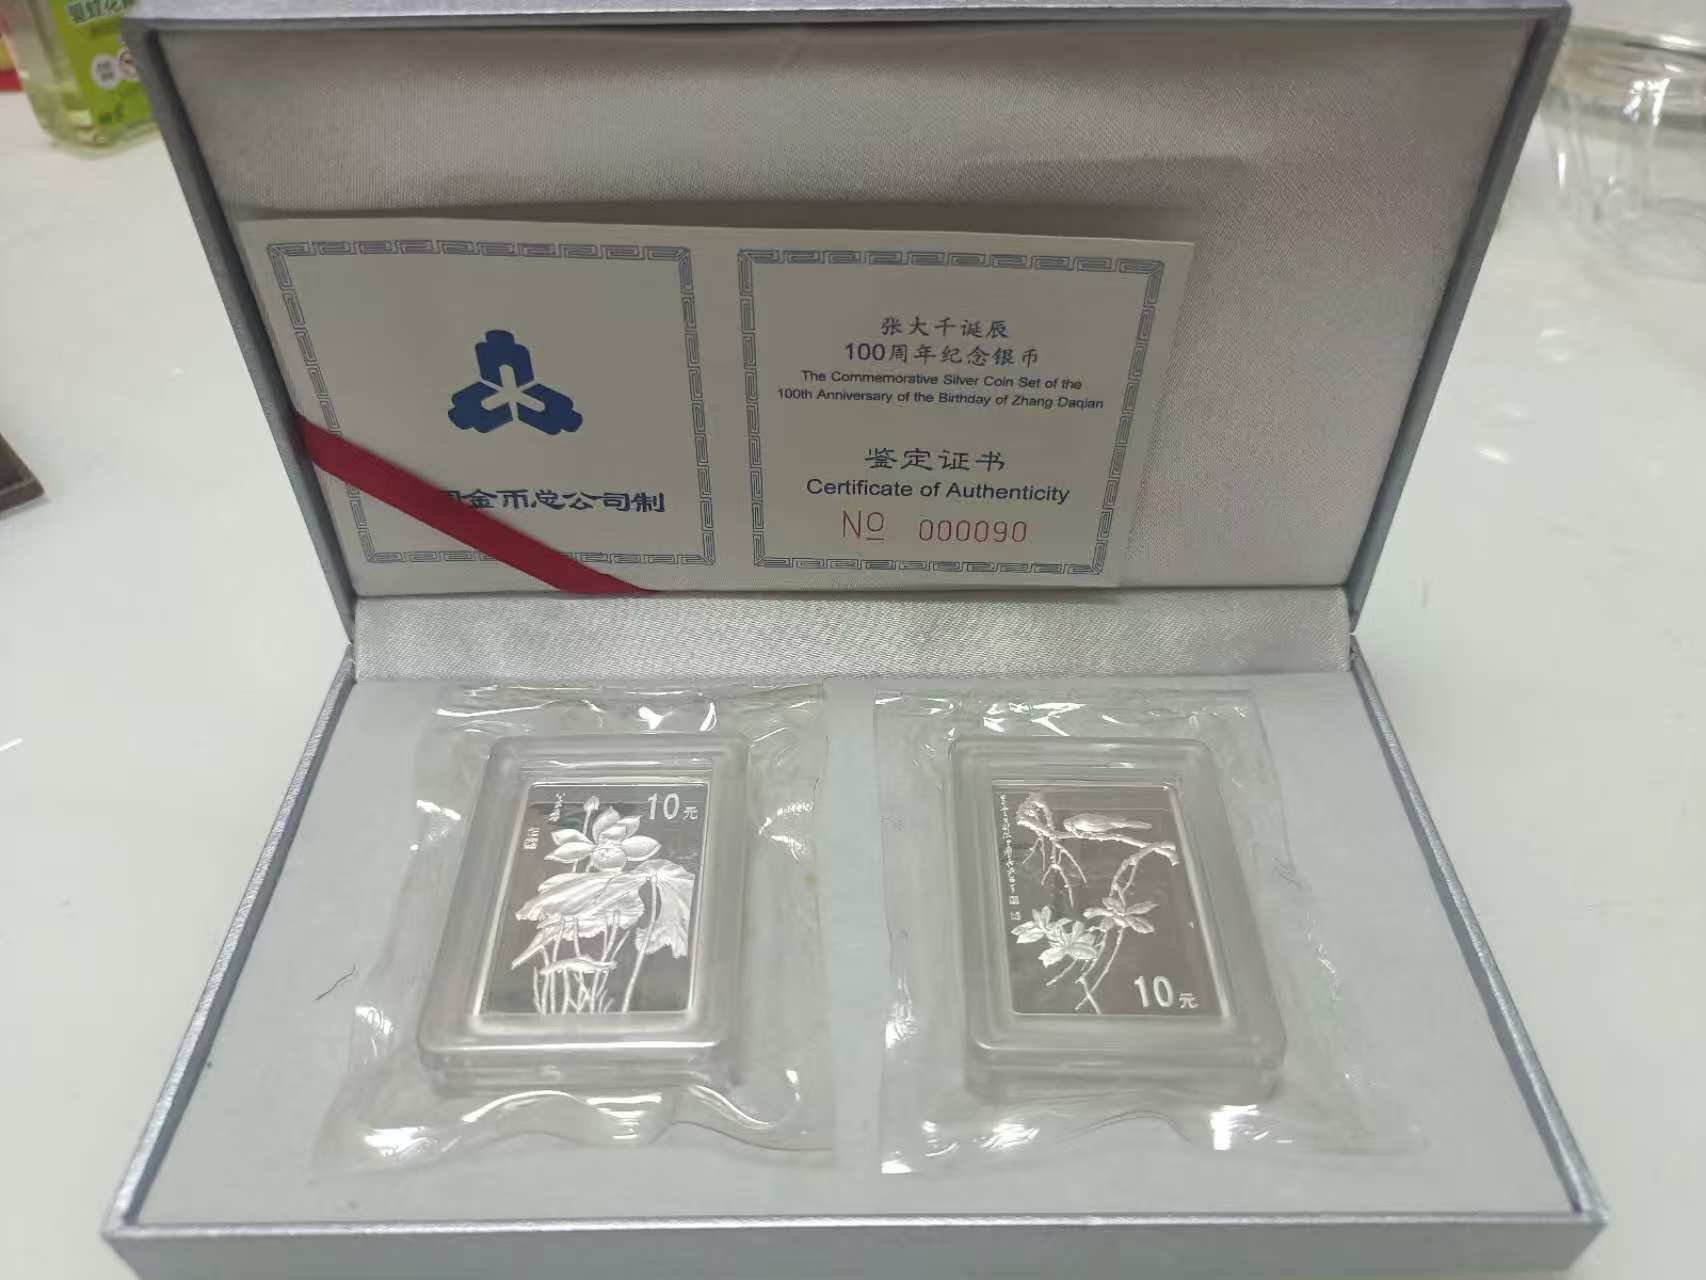 国金币总公司制
张大千诞辰
100周年纪念银币
The Commemorative Silver Coin Set of the
100th Anniversary of the Birthday of Zhang Daqian
鉴定证书
Certificate of Authenticity
No 000090
10元
10元